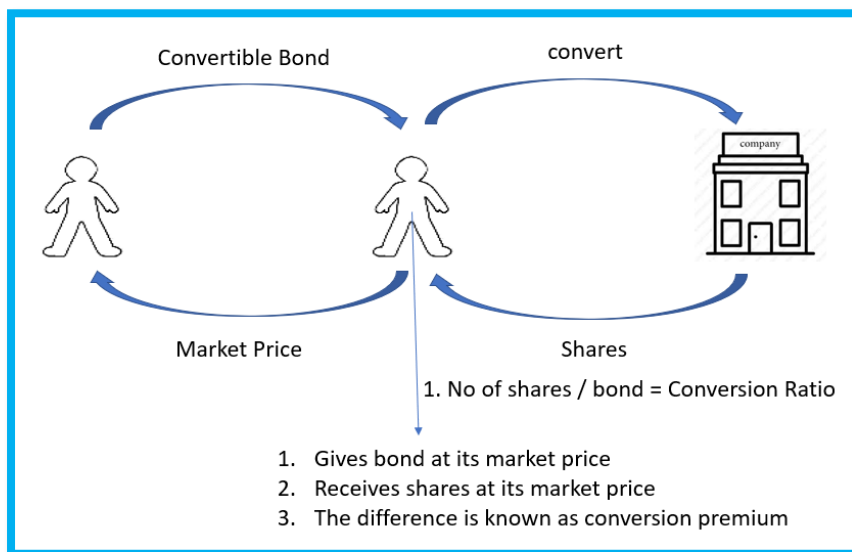 Convertible Bond
convert
company
Market Price
Shares
1. No of shares / bond = Conversion Ratio
1. Gives bond at its market price
2. Receives shares at its market price
3. The difference is known as conversion premium